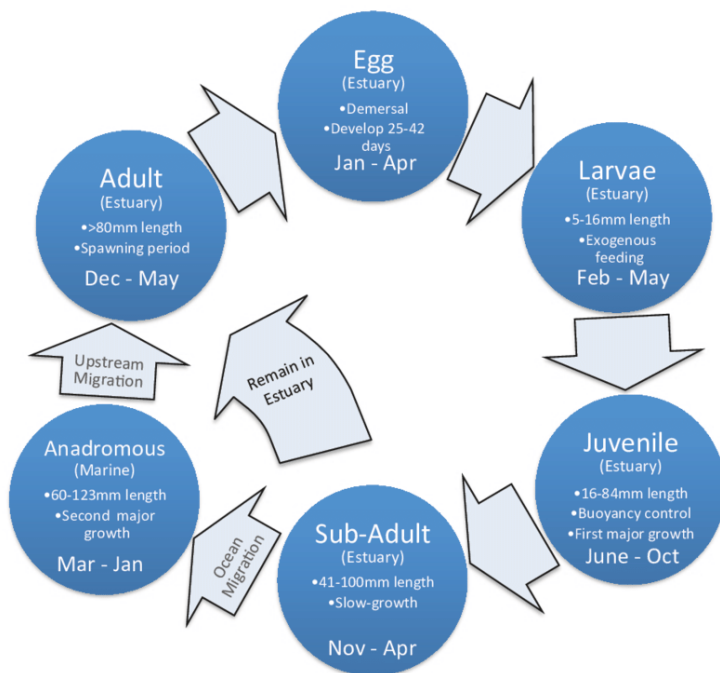 Egg
(Estuary)
•Demersal
•Develop 25-42
days
Jan - Apr
Larvae
(Estuary)
•5-16mm length
•Exogenous
feeding
Feb - May
Juvenile
(Estuary)
•16-84mm length
•Buoyancy control
•First major growth
June - Oct
Sub-Adult
(Estuary)
•41-100mm length
•Slow-growth
Nov - Apr
Ocean
Migration
Anadromous
(Marine)
•60-123mm length
•Second major
growth
Mar - Jan
Upstream
Migration
Remain in
Estuary
Adult
(Estuary)
•>80mm length
•Spawning period
Dec - May